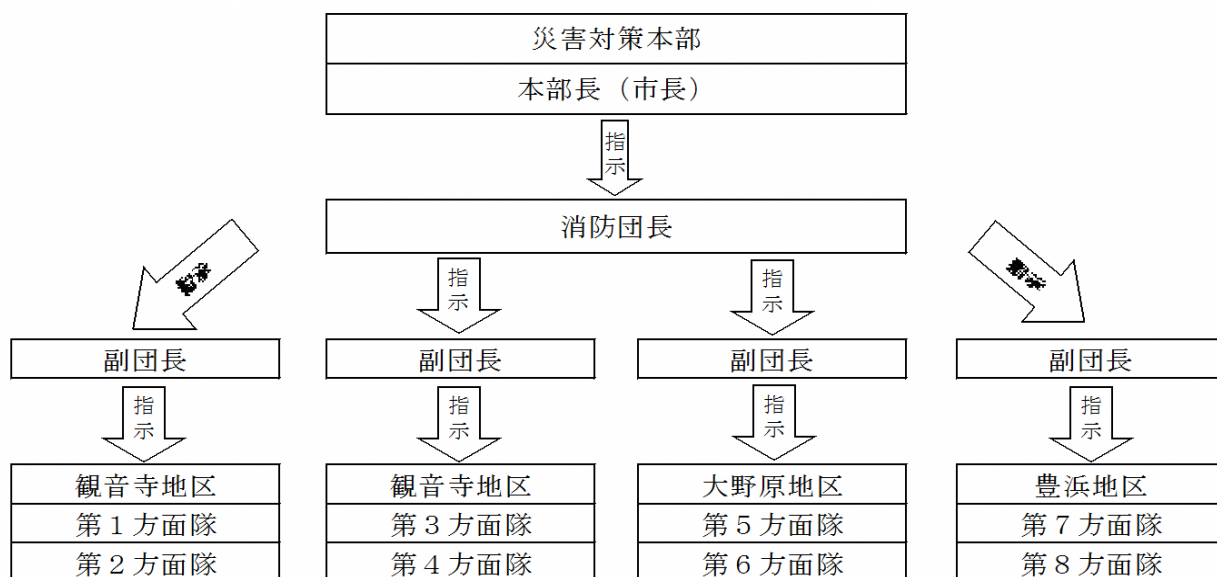 災害対策本部
本部長（市長）
指示
消防団長
指示
指示
副団長
副団長
副団長
副団長
指示
指示
指示
指示
観音寺地区
観音寺地区
大野原地区
豊浜地区
第１方面隊
第３方面隊
第５方面隊
第７方面隊
第２方面隊
第４方面隊
第６方面隊
第８方面隊